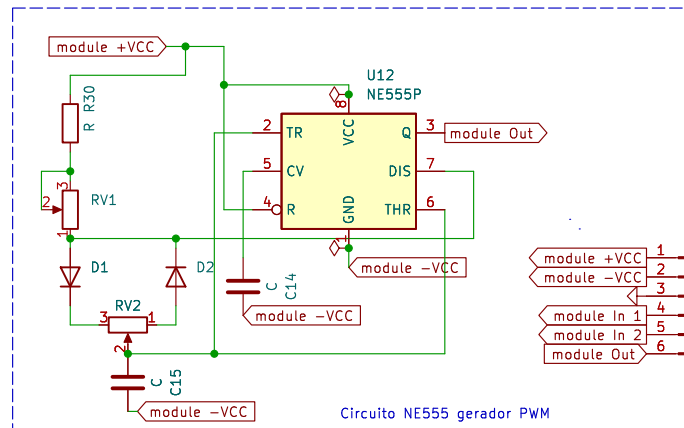 module +VCC
R30
R
3
2
RV1
1
D1
D2
RV2
3
1
2
C
C15
module -VCC
C
C14
module -VCC
U12
NE555P
8
VCC
2
TR
5
CV
4
R
Q
3
DIS
7
THR
6
GND
1
module Out
module -VCC
module +VCC
1
module -VCC
2
3
module In 1
4
module In 2
5
module Out
6
Circuito NE555 gerador PWM